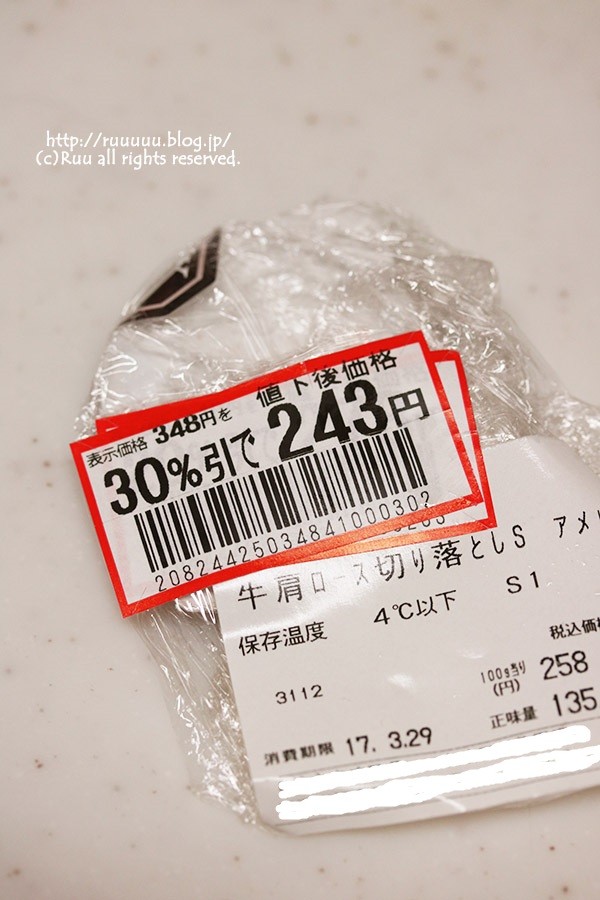 http://ruuuuu.blog.jp/
(c)Ruu all rights reserved.
値下後価格
表示価格 348円を
30%引で 243円
2082442503484100030
牛肩ロース切り落としS アメリ
4℃以下 S1
保存温度
税込価
3112
100g当り
(円) 258
正味量 135
消費期限 17. 3.29